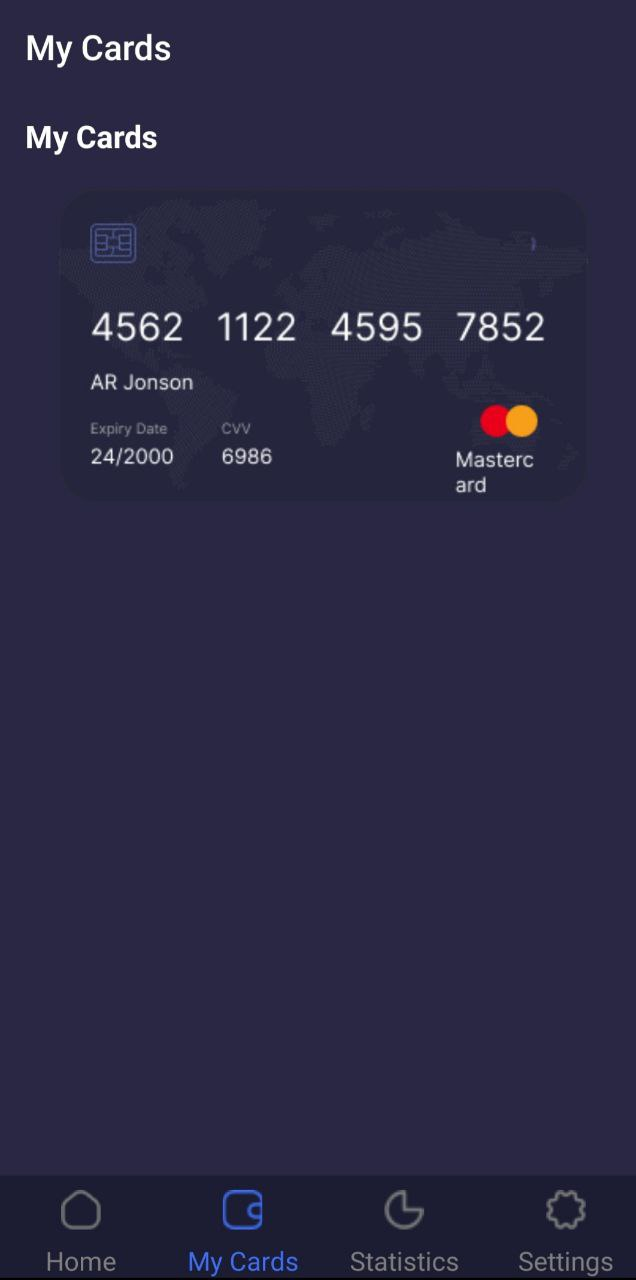 My Cards
My Cards
4562 1122 4595 7852
AR Jonson
Expiry Date CVV
24/2000 6986
Masterc
ard
Home My Cards Statistics Settings